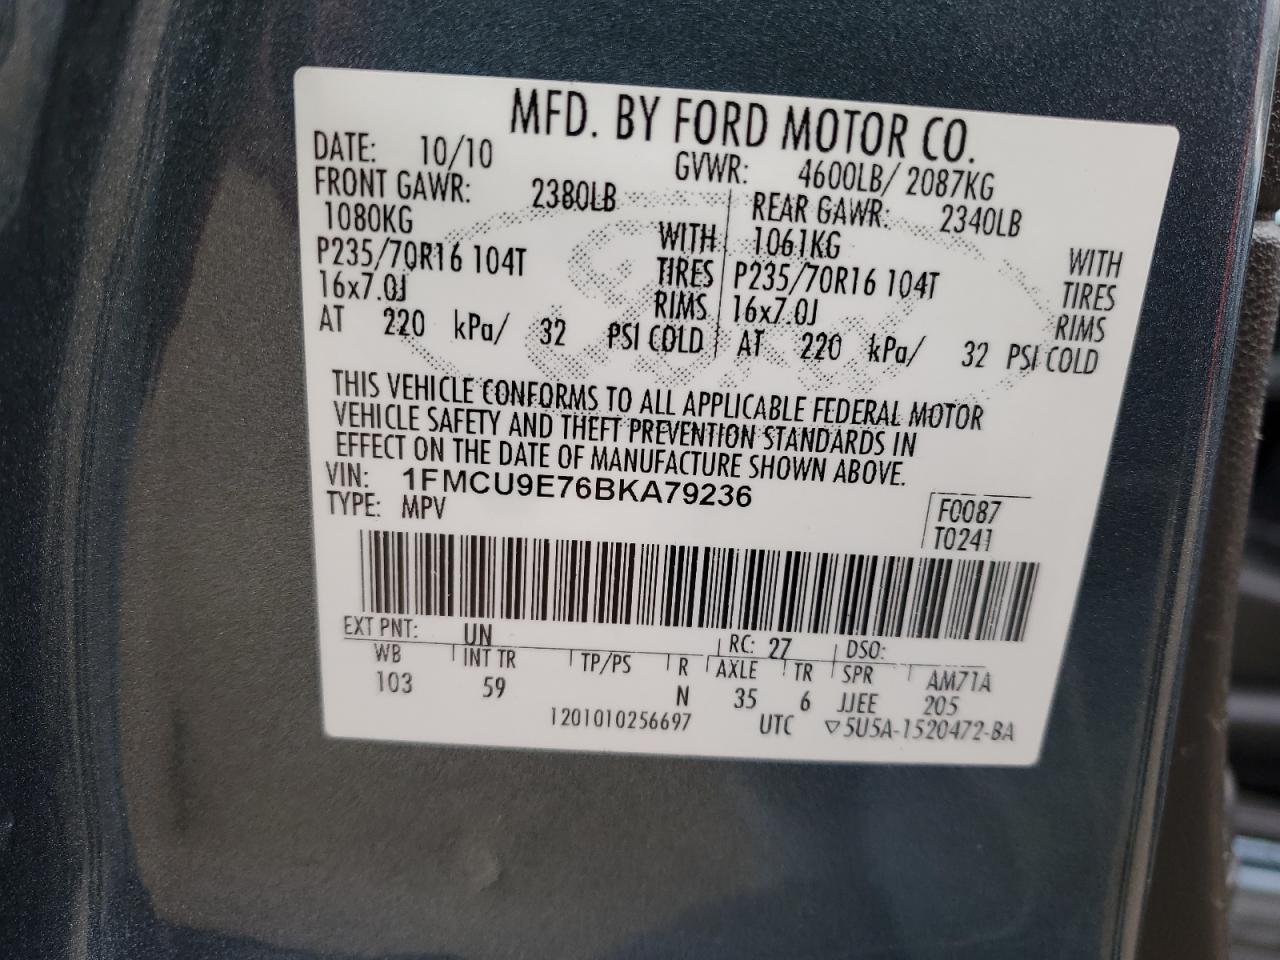 MFD. BY FORD MOTOR CO.
DATE: 10/10 GVWR: 4600LB/ 2087KG
FRONT GAWR: 2380LB REAR GAWR: 2340LB
1080KG WITH 1061KG WITH
P235/70R16 104T TIRES P235/70R16 104T TIRES
16x7.0J RIMS 16x7.0J RIMS
AT 220 kPa/ 32 PSI COLD AT 220 kPa/ 32 PSI COLD
THIS VEHICLE CONFORMS TO ALL APPLICABLE FEDERAL MOTOR
VEHICLE SAFETY AND THEFT PREVENTION STANDARDS IN
EFFECT ON THE DATE OF MANUFACTURE SHOWN ABOVE.
VIN: 1FMCU9E76BKA79236
TYPE: MPV
F0087
T0241
EXT PNT: UN RC: 27 DSO:
WB INT TR TP/PS R AXLE TR SPR AM71A
103 59 N 35 6 JJEE 205
1201010256697 UTC ▽5U5A-1520472-BA